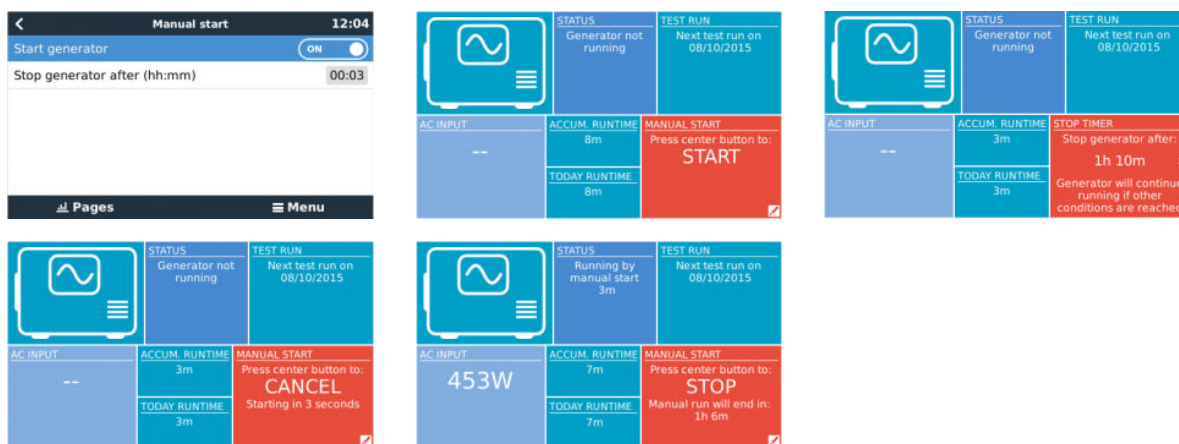 Manual start 12:04
Start generator ON
Stop generator after (hh:mm) 00:03
Pages Menu
STATUS
Generator not
running
TEST RUN
Next test run on
08/10/2015
AC INPUT
--
ACCUM. RUNTIME
8m
TODAY RUNTIME
8m
MANUAL START
Press center button to:
START
STATUS
Generator not
running
TEST RUN
Next test run on
08/10/2015
AC INPUT
--
ACCUM. RUNTIME
3m
TODAY RUNTIME
3m
STOP TIMER
Stop generator after:
1h 10m
Generator will continue
running if other
conditions are reached
STATUS
Generator not
running
TEST RUN
Next test run on
08/10/2015
AC INPUT
--
ACCUM. RUNTIME
3m
TODAY RUNTIME
3m
MANUAL START
Press center button to:
CANCEL
Starting in 3 seconds
STATUS
Running by
manual start
3m
TEST RUN
Next test run on
08/10/2015
AC INPUT
453W
ACCUM. RUNTIME
7m
TODAY RUNTIME
7m
MANUAL START
Press center button to:
STOP
Manual run will end in:
1h 6m